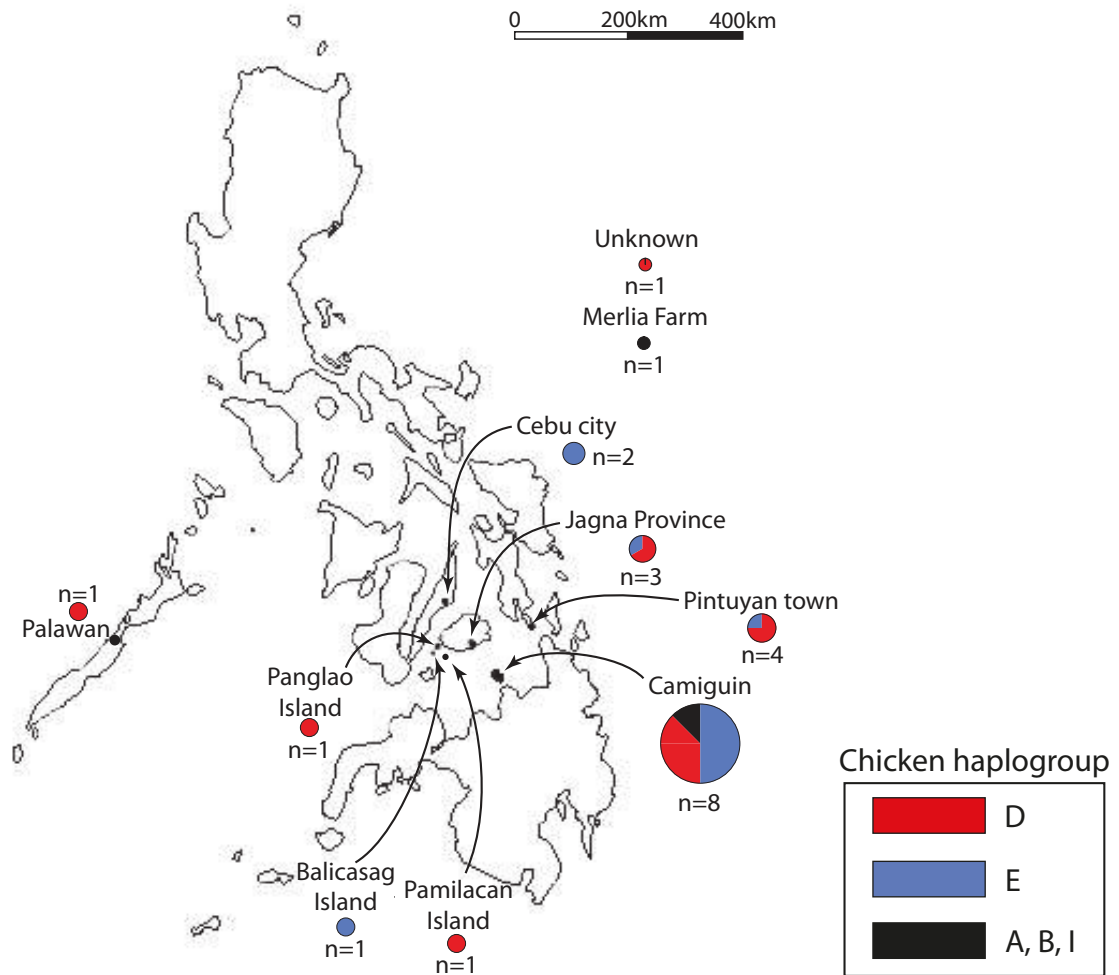 0 200km 400km
Unknown
n=1
Merlia Farm
n=1
Cebu city
n=2
Jagna Province
n=3
n=1
Palawan
Pintuyan town
n=4
Panglao
Island
n=1
Camiguin
n=8
Balicasag
Island
n=1
Pamilacan
Island
n=1
Chicken haplogroup
D
E
A, B, I